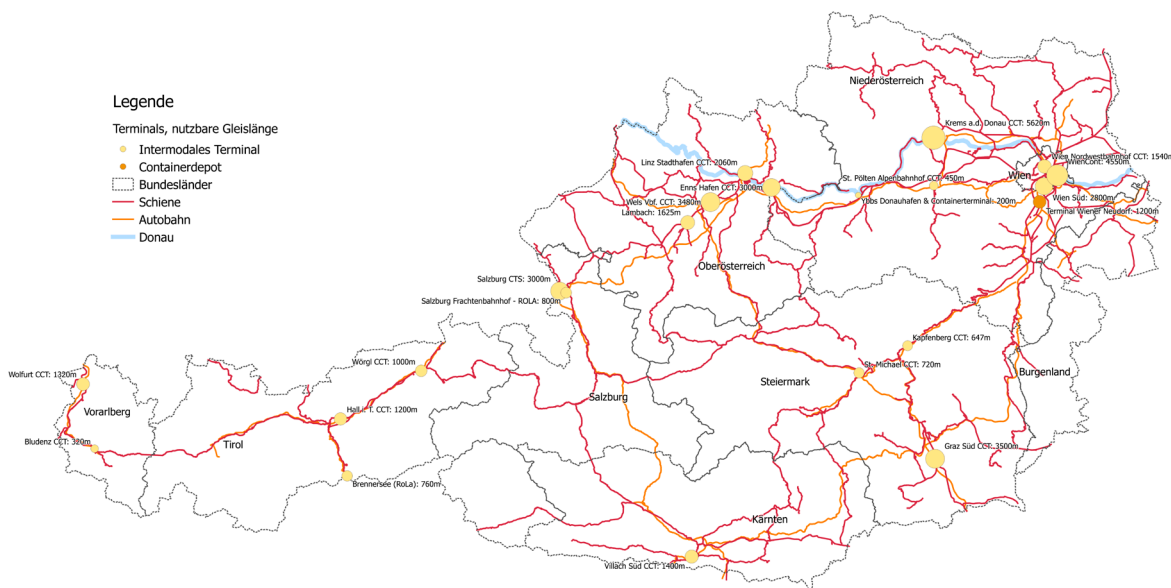 Legende
Terminals, nutzbare Gleislänge
Intermodales Terminal
Containerdepot
Bundesländer
Schiene
Autobahn
Donau
Niederösterreich
Krems a.d. Donau CCT: 5620m
Wien Nordwestbahnhof CCT: 1540m
WienCont: 4550m
Linz Stadthafen CCT: 2060m
St. Pölten Alpenbahnhof CCT: 450m
Wien
Enns Hafen CCT: 3000m
Ybbs Donauhafen & Containerterminal: 200m
Wien Süd: 2800m
Wels Vbf. CCT: 3480m
Terminal Wiener Neudorf: 1200m
Lambach: 1625m
Oberösterreich
Salzburg CTS: 3000m
Salzburg Frachtenbahnhof - ROLA: 800m
Kapfenberg CCT: 647m
Wörgl CCT: 1000m
St. Michael CCT: 720m
Wolfurt CCT: 1320m
Steiermark
Burgenland
Salzburg
Vorarlberg
Hall i. T. CCT: 1200m
Bludenz CCT: 320m
Tirol
Graz Süd CCT: 3500m
Brennersee (RoLa): 760m
Kärnten
Villach Süd CCT: 1400m